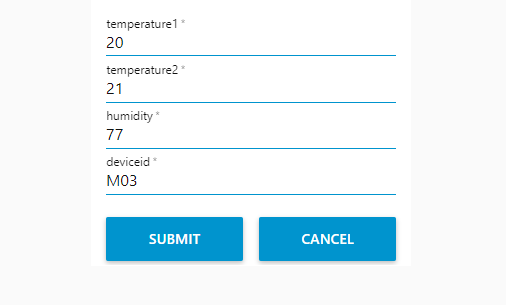 temperature1 *
20
temperature2 *
21
humidity *
77
deviceid *
M03
SUBMIT CANCEL